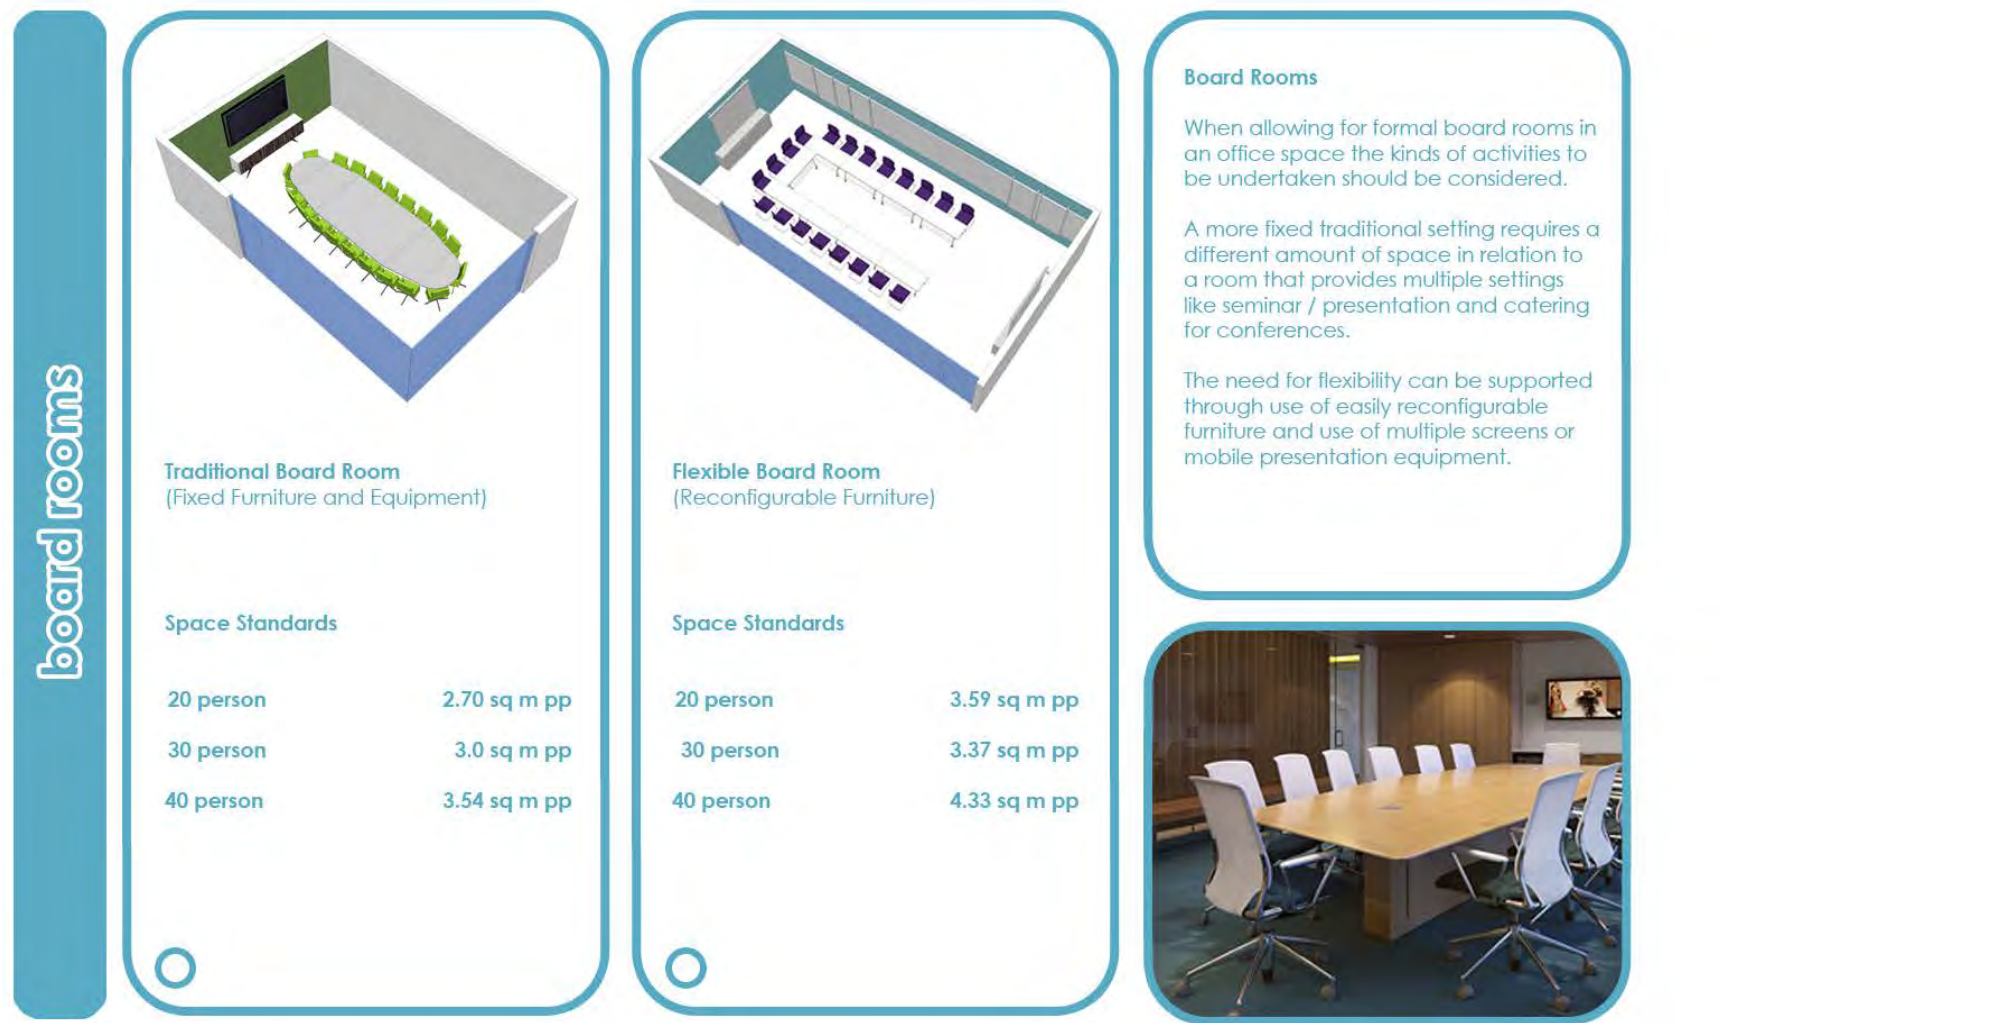 board rooms
Traditional Board Room
(Fixed Furniture and Equipment)
Space Standards
20 person 2.70 sq m pp
30 person 3.0 sq m pp
40 person 3.54 sq m pp
Flexible Board Room
(Reconfigurable Furniture)
Space Standards
20 person 3.59 sq m pp
30 person 3.37 sq m pp
40 person 4.33 sq m pp
Board Rooms
When allowing for formal board rooms in
an office space the kinds of activities to
be undertaken should be considered.
A more fixed traditional setting requires a
different amount of space in relation to
a room that provides multiple settings
like seminar / presentation and catering
for conferences.
The need for flexibility can be supported
through use of easily reconfigurable
furniture and use of multiple screens or
mobile presentation equipment.